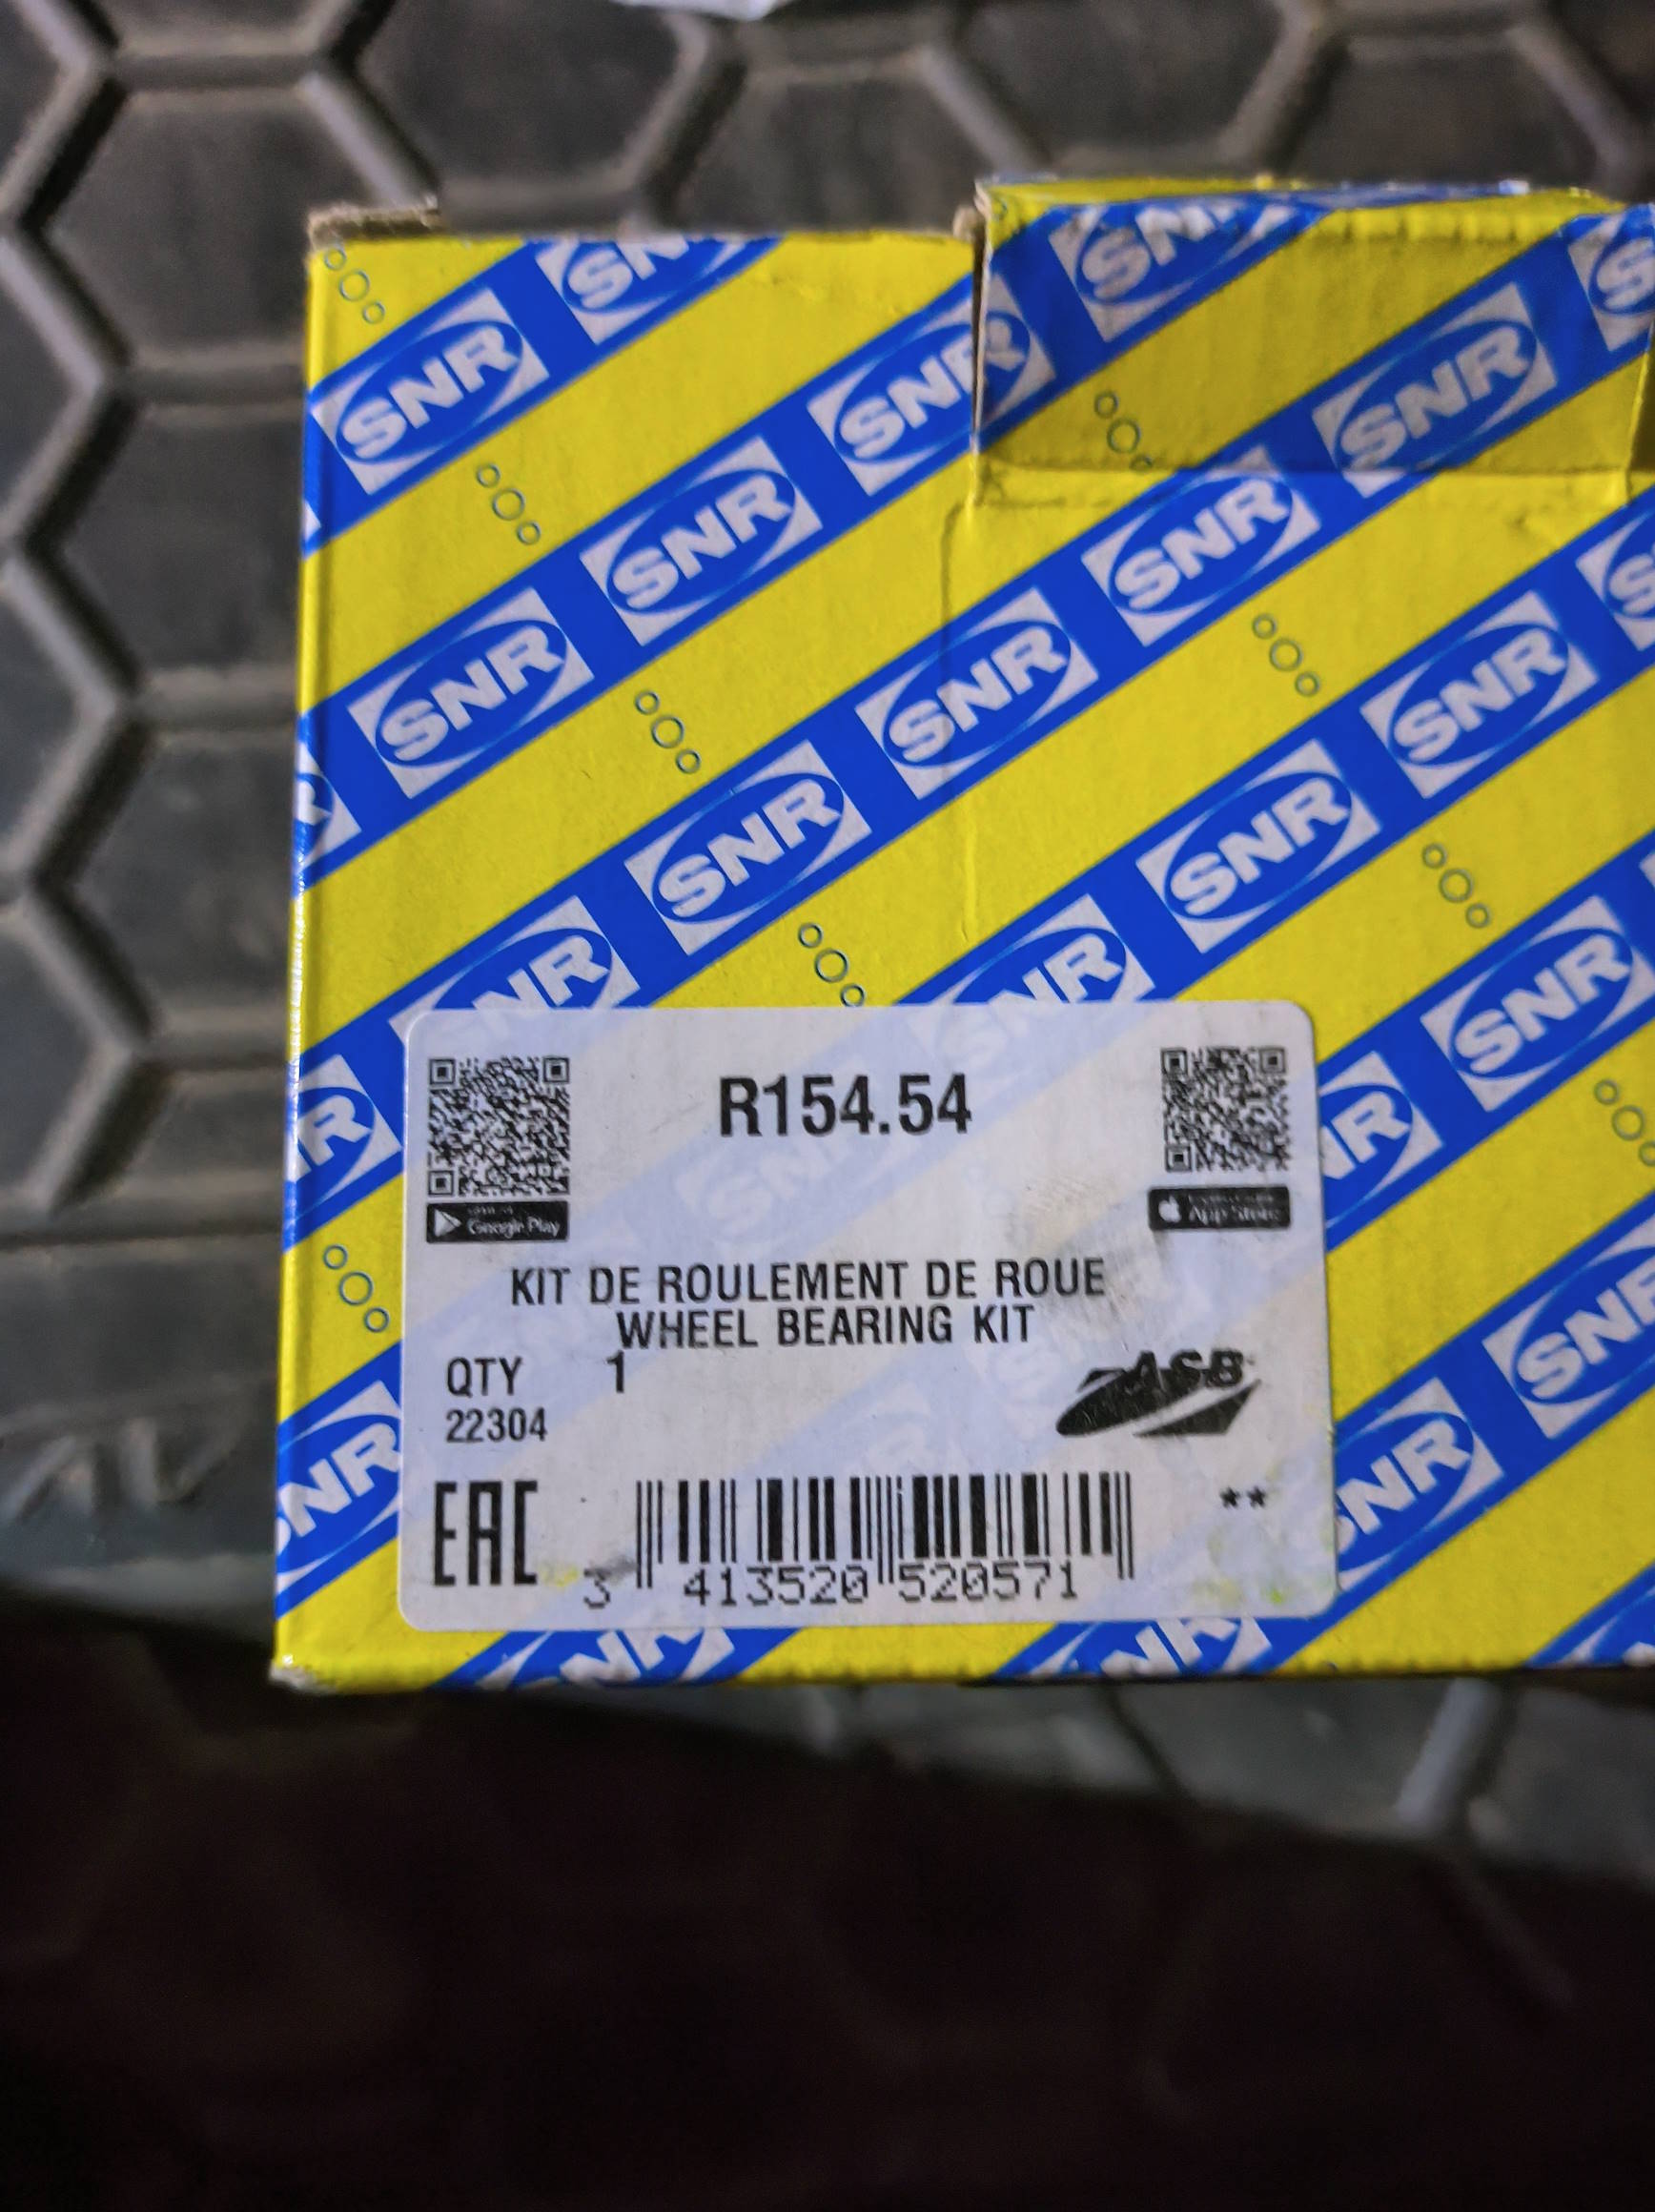 SNR
R154.54
Google Play
App Store
KIT DE ROULEMENT DE ROUE
WHEEL BEARING KIT
QTY 1
22304
ASB
EAC
**
3 413520 520571